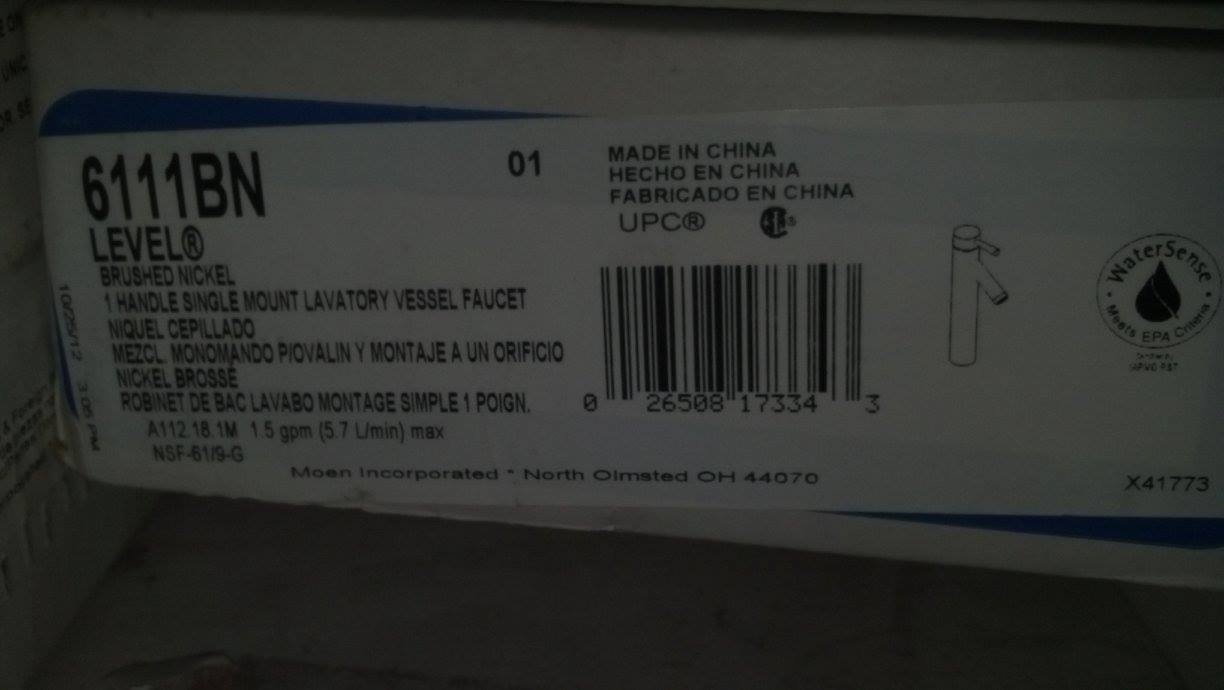 6111BN
01
LEVEL®
BRUSHED NICKEL
1 HANDLE SINGLE MOUNT LAVATORY VESSEL FAUCET
NIQUEL CEPILLADO
MEZCL. MONOMANDO P/OVALIN Y MONTAJE A UN ORIFICIO
NICKEL BROSSÉ
ROBINET DE BAC LAVABO MONTAGE SIMPLE 1 POIGN.
A112.18.1M 1.5 gpm (5.7 L/min) max
NSF-61/9-G
10/25/12 3:05 PM
MADE IN CHINA
HECHO EN CHINA
FABRICADO EN CHINA
UPC®
0 26508 17334 3
WaterSense
Meets EPA Criteria
Moen Incorporated * North Olmsted OH 44070
X41773